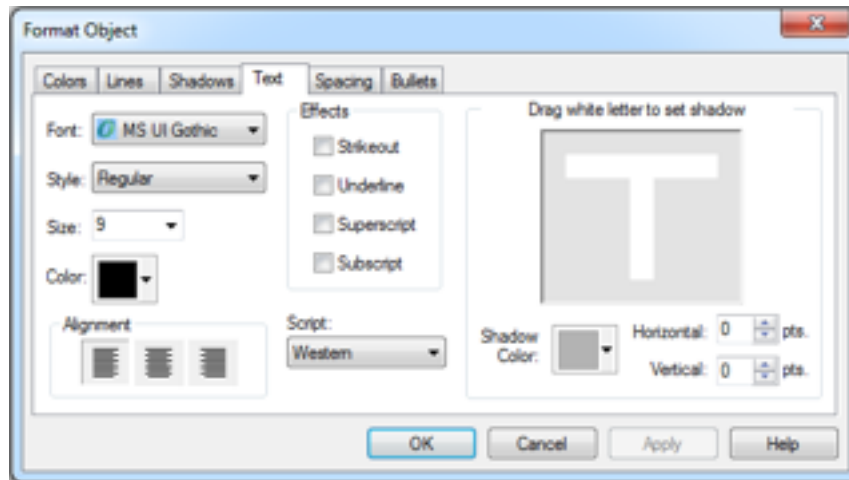 Format Object
Colors Lines Shadows Text Spacing Bullets
Font: MS UI Gothic
Style: Regular
Size: 9
Color:
Alignment
Effects
Strikeout
Underline
Superscript
Subscript
Script:
Western
Drag white letter to set shadow
T
Shadow
Color:
Horizontal: 0 pts.
Vertical: 0 pts.
OK Cancel Apply Help